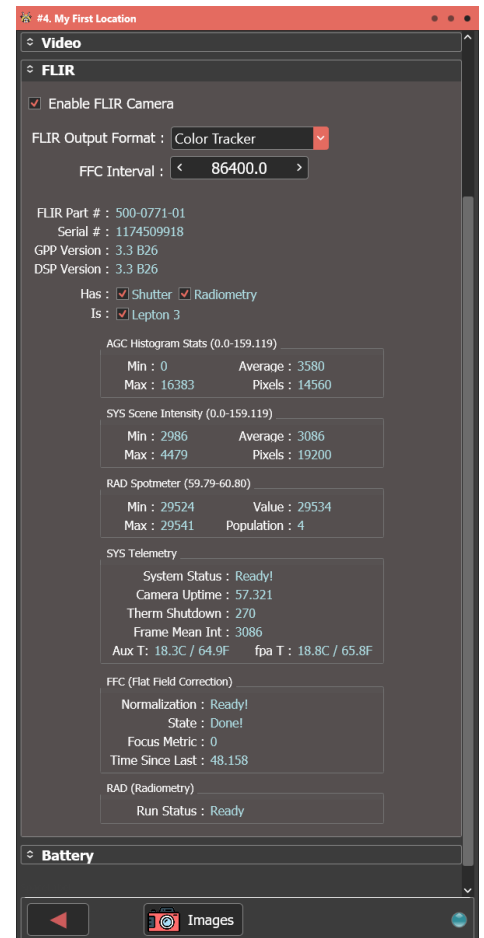 #4. My First Location
Video
FLIR
Enable FLIR Camera
FLIR Output Format : Color Tracker
FFC Interval : < 86400.0 >
FLIR Part # : 500-0771-01
Serial # : 1174509918
GPP Version : 3.3 B26
DSP Version : 3.3 B26
Has : Shutter Radiometry
Is : Lepton 3
AGC Histogram Stats (0.0-159.119)
Min : 0 Average : 3580
Max : 16383 Pixels : 14560
SYS Scene Intensity (0.0-159.119)
Min : 2986 Average : 3086
Max : 4479 Pixels : 19200
RAD Spotmeter (59.79-60.80)
Min : 29524 Value : 29534
Max : 29541 Population : 4
SYS Telemetry
System Status : Ready!
Camera Uptime : 57.321
Therm Shutdown : 270
Frame Mean Int : 3086
Aux T: 18.3C / 64.9F fpa T : 18.8C / 65.8F
FFC (Flat Field Correction)
Normalization : Ready!
State : Done!
Focus Metric : 0
Time Since Last : 48.158
RAD (Radiometry)
Run Status : Ready
Battery
Images